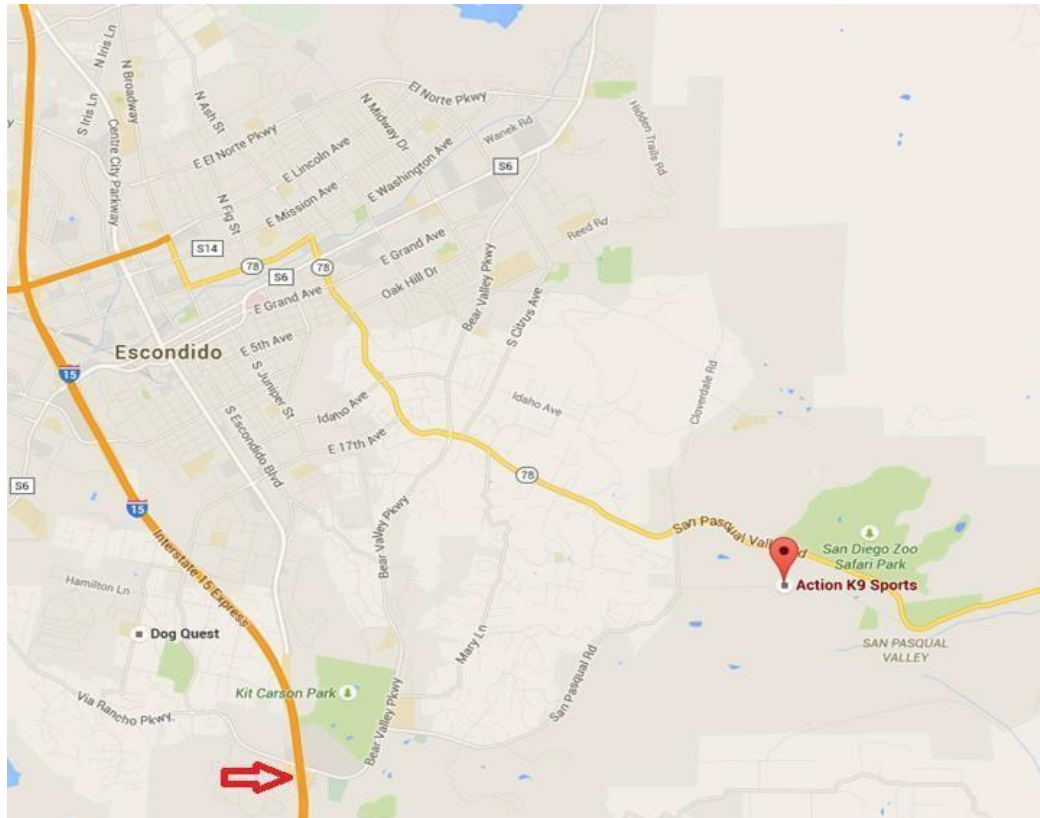 N Iris Ln
S Iris Ln
N Broadway
Centre City Parkway
N Ash St
N Midway Dr
El Norte Pkwy
E El Norte Pkwy
Wanek Rd
Hidden Trails Rd
E Lincoln Ave
E Washington Ave
S6
N Fig St
E Mission Ave
Reed Rd
S14
78
S6
78
E Grand Ave
Oak Hill Dr
Bear Valley Pkwy
S Citrus Ave
E Grand Ave
Escondido
E 5th Ave
15
S Juniper St
Idaho Ave
Idaho Ave
Cloverdale Rd
S Escondido Blvd
E 17th Ave
78
S6
15
Bear Valley Pkwy
San Pasqual Valley Rd
San Diego Zoo
Safari Park
Interstate 15 Express
Action K9 Sports
Hamilton Ln
Dog Quest
Mary Ln
San Pasqual Rd
SAN PASQUAL
VALLEY
Kit Carson Park
Via Rancho Pkwy
Bear Valley Pkwy